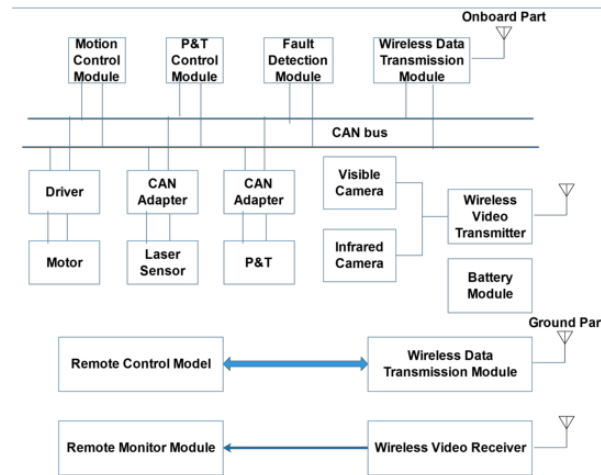 Onboard Part
Motion
Control
Module
P&T
Control
Module
Fault
Detection
Module
Wireless Data
Transmission
Module
CAN bus
Driver
CAN
Adapter
CAN
Adapter
Visible
Camera
Wireless
Video
Transmitter
Motor
Laser
Sensor
P&T
Infrared
Camera
Battery
Module
Ground Par
Remote Control Model
Wireless Data
Transmission Module
Remote Monitor Module
Wireless Video Receiver